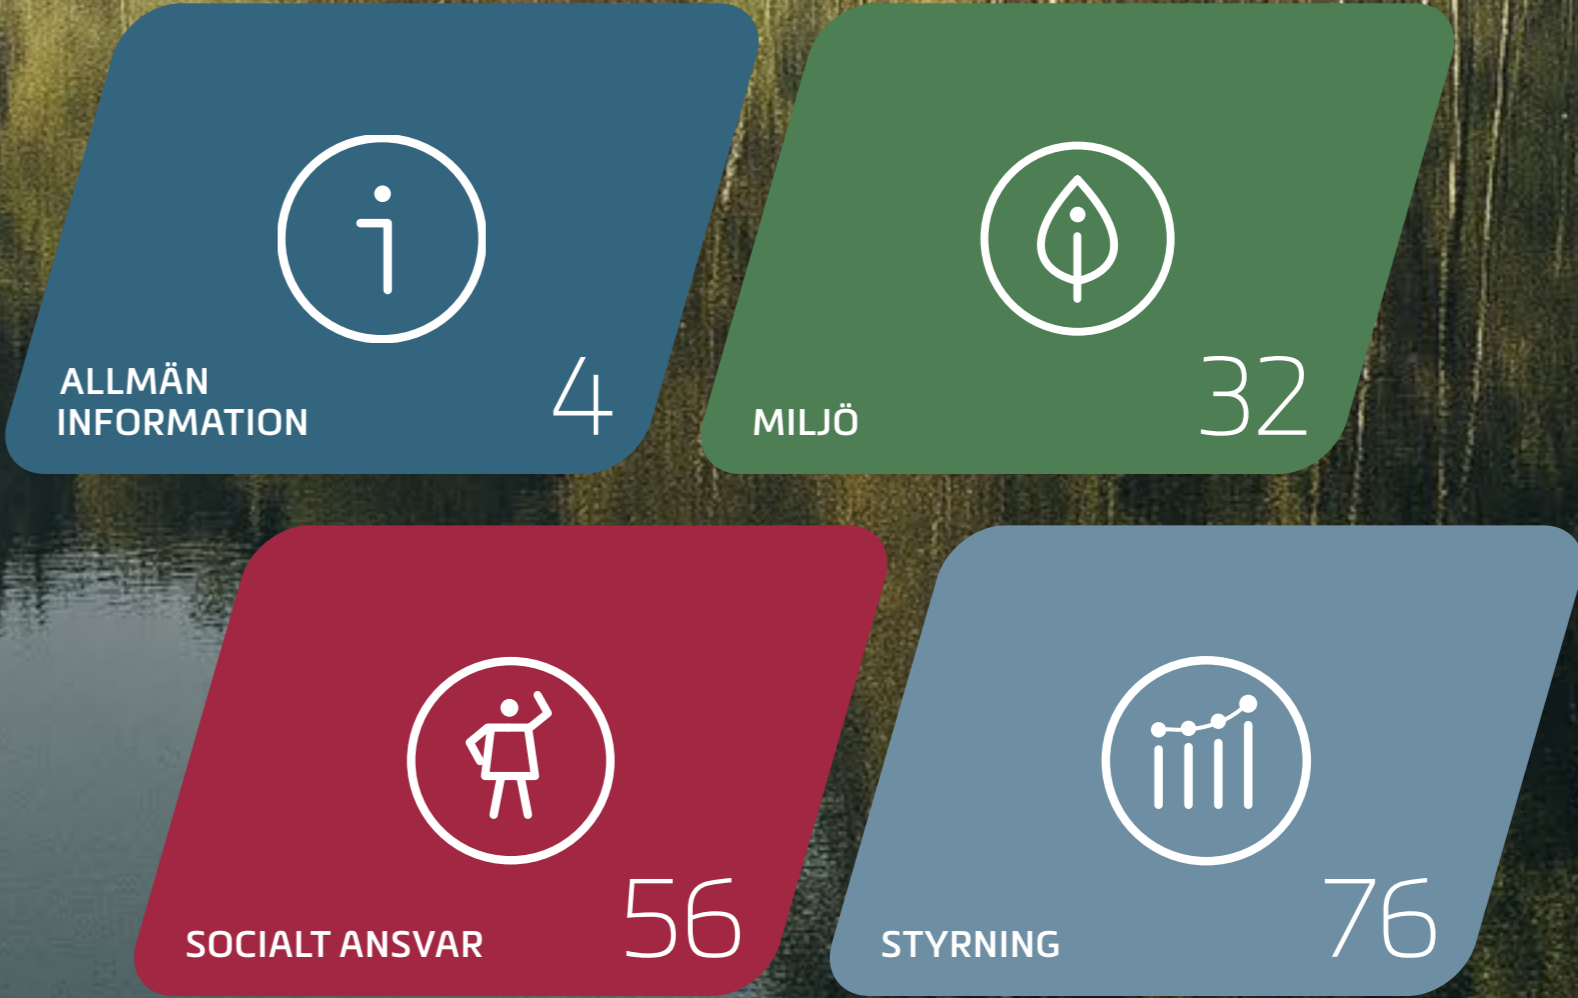 ALLMÄN
INFORMATION
4
MILJÖ
32
SOCIALT ANSVAR
56
STYRNING
76